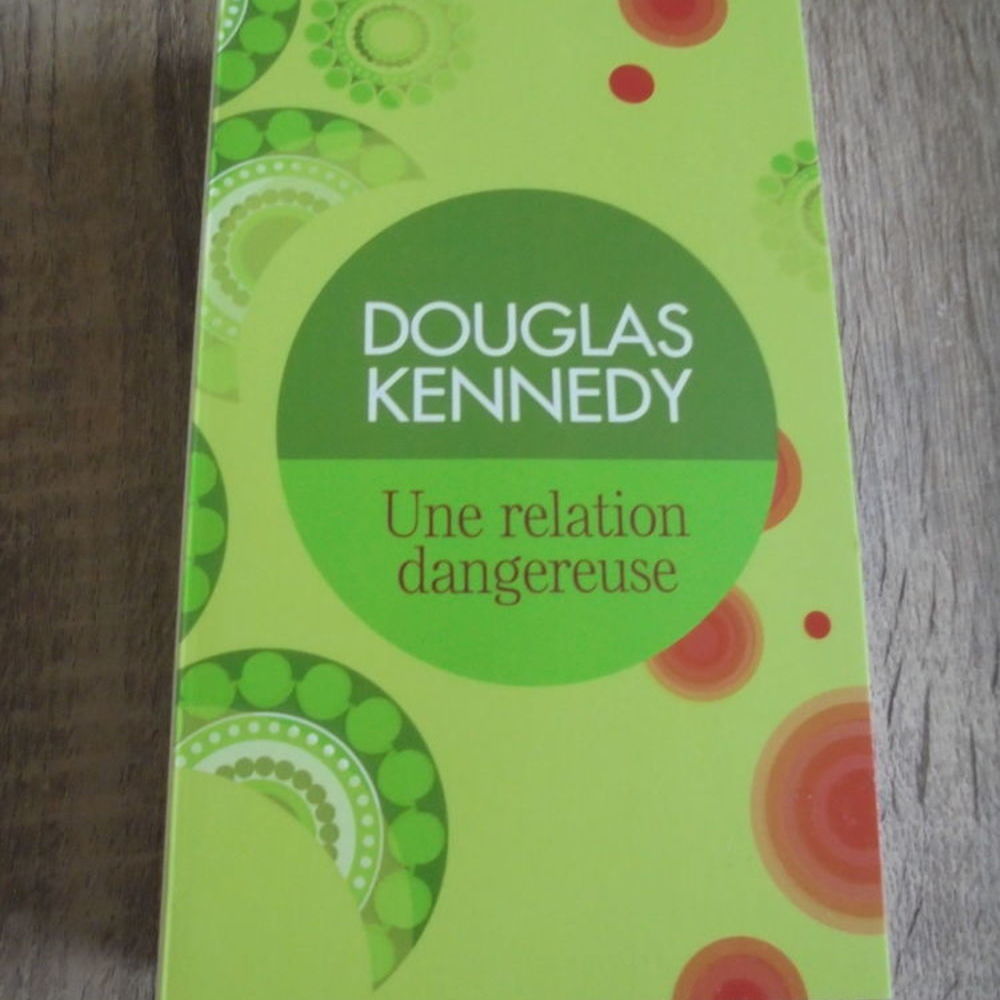 DOUGLAS
KENNEDY
Une relation
dangereuse